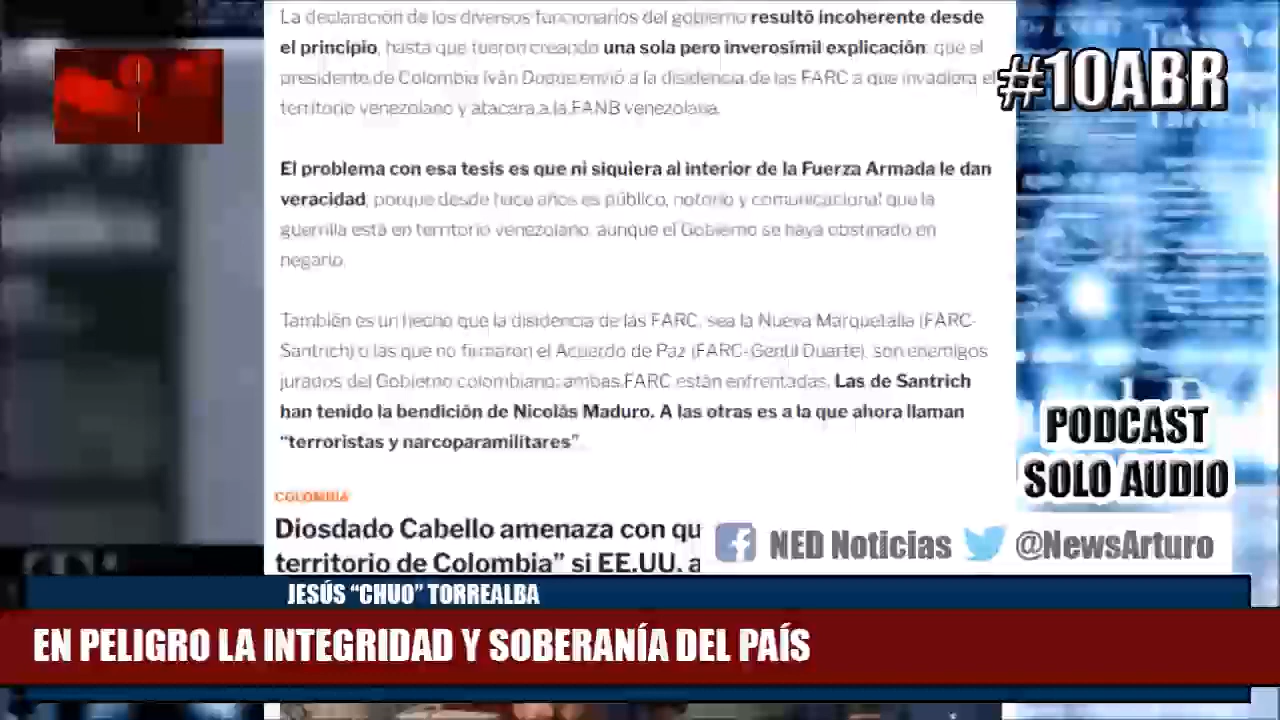 La declaración de los diversos funcionarios del gobierno resultó incoherente desde
el principio, hasta que fueron creando una sola pero inverosímil explicación: que el
presidente de Colombia Iván Duque envió a la disidencia de las FARC a que invadiera el
territorio venezolano y atacara a la FANB venezolana.
#10ABR
El problema con esa tesis es que ni siquiera al interior de la Fuerza Armada le dan
veracidad, porque desde hace años es público, notorio y comunicacional que la
guerrilla está en territorio venezolano, aunque el Gobierno se haya obstinado en
negarlo.
También es un hecho que la disidencia de las FARC, sea la Nueva Marquetalia (FARC-
Santrich) o las que no firmaron el Acuerdo de Paz (FARC-Gentil Duarte), son enemigos
jurados del Gobierno colombiano; ambas FARC están enfrentadas. Las de Santrich
han tenido la bendición de Nicolás Maduro. A las otras es a la que ahora llaman
“terroristas y narcoparamilitares”
PODCAST
SOLO AUDIO
COLOMBIA
Diosdado Cabello amenaza con qu
territorio de Colombia” si EE.UU. a
NED Noticias @NewsArturo
JESÚS “CHUO” TORREALBA
EN PELIGRO LA INTEGRIDAD Y SOBERANÍA DEL PAÍS